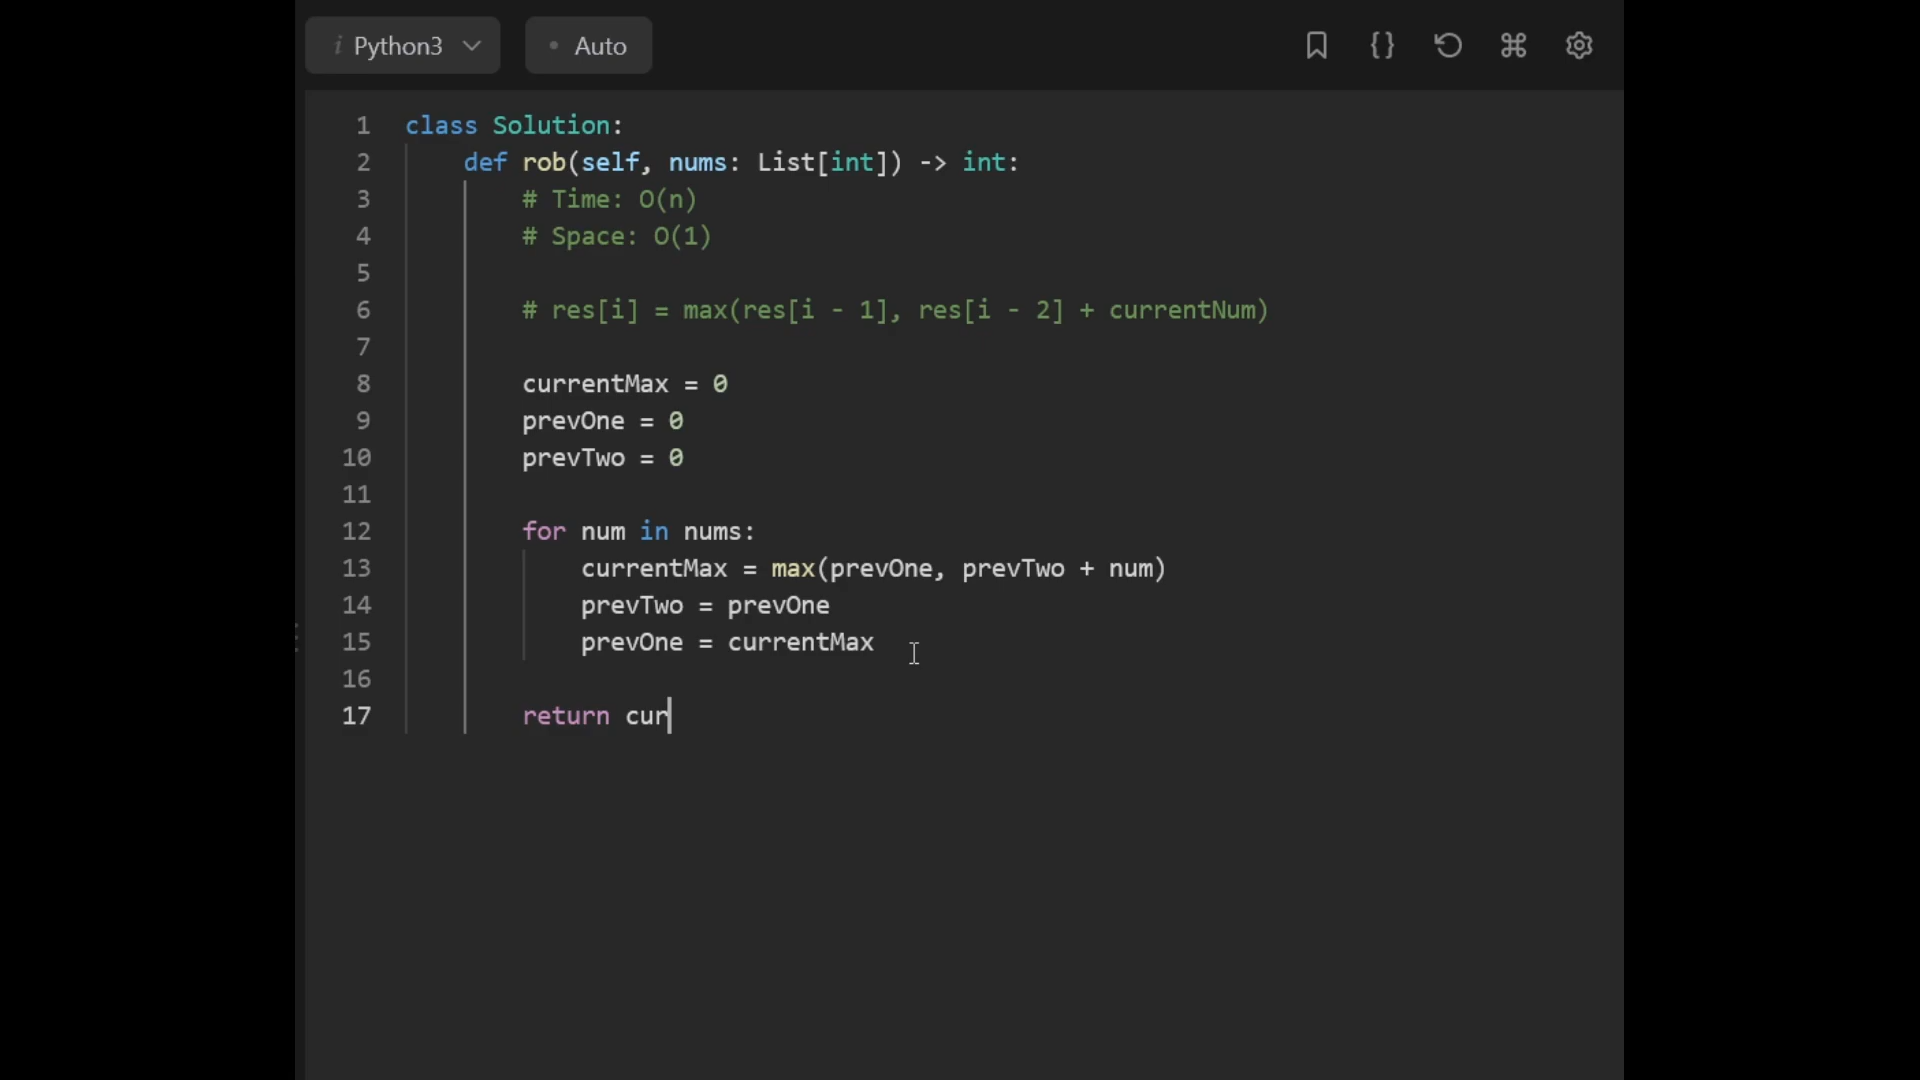 i Python3
Auto
1 class Solution:
2 def rob(self, nums: List[int]) -> int:
3 # Time: O(n)
4 # Space: O(1)
5
6 # res[i] = max(res[i - 1], res[i - 2] + currentNum)
7
8 currentMax = 0
9 prevOne = 0
10 prevTwo = 0
11
12 for num in nums:
13 currentMax = max(prevOne, prevTwo + num)
14 prevTwo = prevOne
15 prevOne = currentMax
16
17 return cur